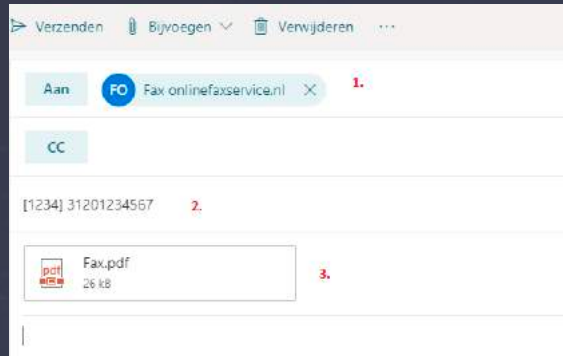 Verzenden Bijvoegen Verwijderen ...
Aan FO Fax onlinefaxservice.nl 1.
CC
[1234] 31201234567 2.
pdf Fax.pdf 3.
26 kB